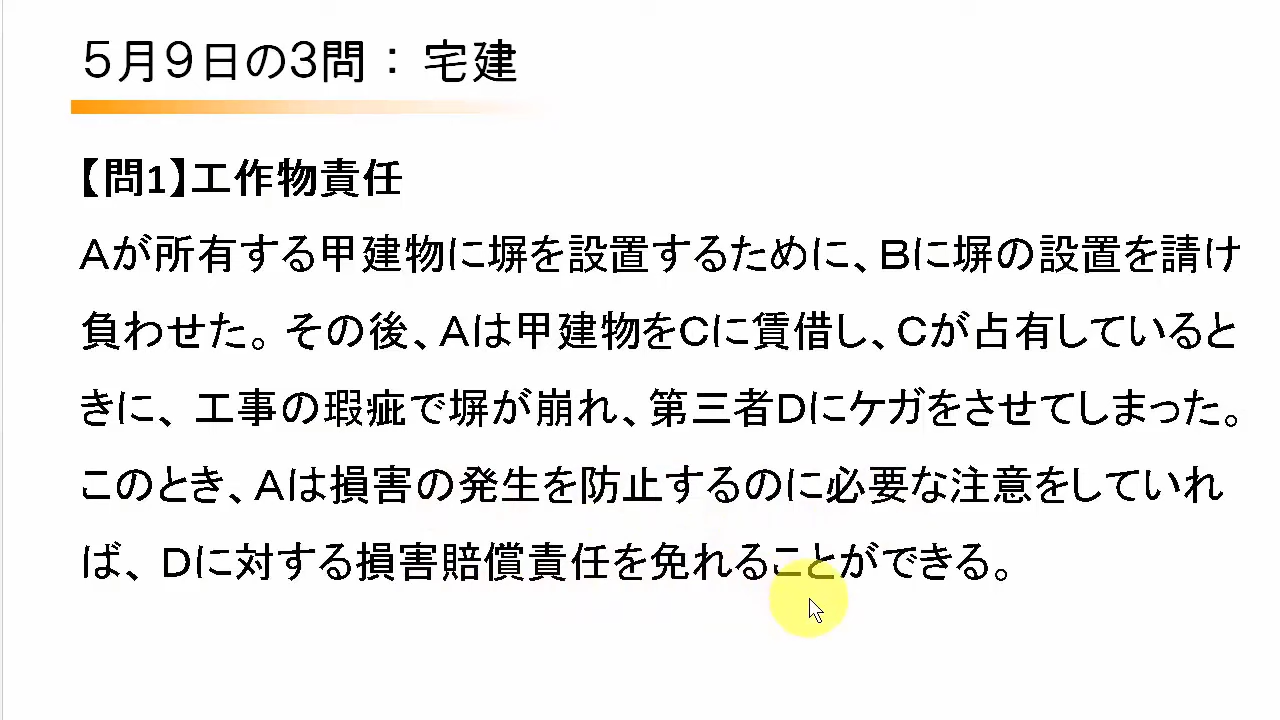 5月9日の3問：宅建
【問1】工作物責任
Aが所有する甲建物に塀を設置するために、Bに塀の設置を請け
負わせた。その後、Aは甲建物をCに賃借し、Cが占有していると
きに、工事の瑕疵で塀が崩れ、第三者Dにケガをさせてしまった。
このとき、Aは損害の発生を防止するのに必要な注意をしていれ
ば、Dに対する損害賠償責任を免れることができる。